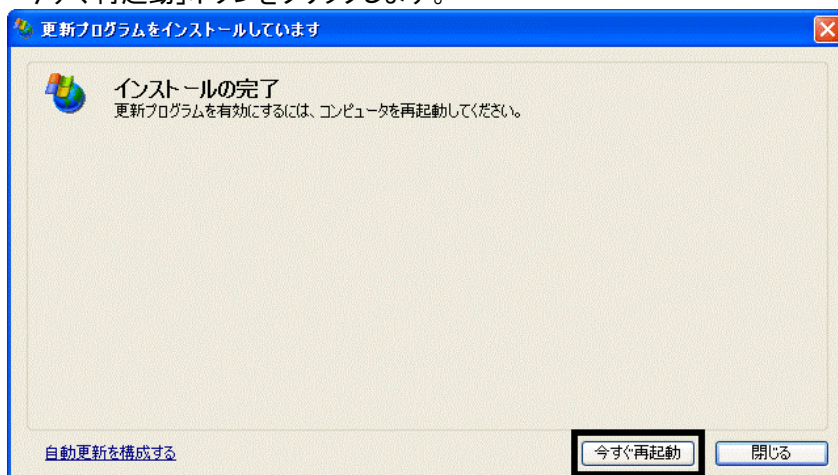 更新プログラムをインストールしています
インストールの完了
更新プログラムを有効にするには、コンピュータを再起動してください。
自動更新を構成する
今すぐ再起動
閉じる